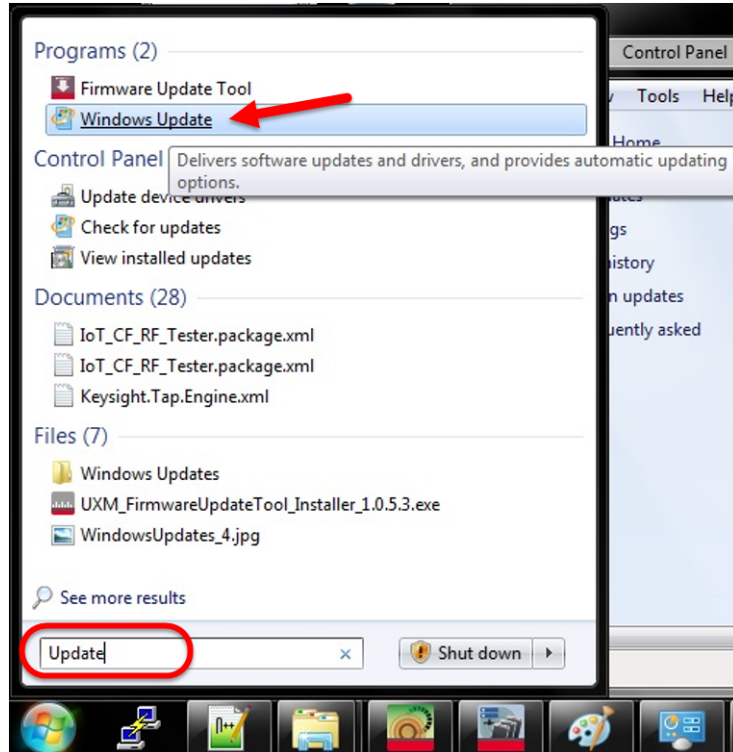 Programs (2)
Control Panel
Firmware Update Tool
Tools Help
Windows Update
Home
Control Panel
Delivers software updates and drivers, and provides automatic updating
options.
Update device drivers
Check for updates
View installed updates
history
updates
asked
Documents (28)
IoT_CF_RF_Tester.package.xml
IoT_CF_RF_Tester.package.xml
Keysight.Tap.Engine.xml
Files (7)
Windows Updates
UXM_FirmwareUpdateTool_Installer_1.0.5.3.exe
WindowsUpdates_4.jpg
See more results
Update
Shut down